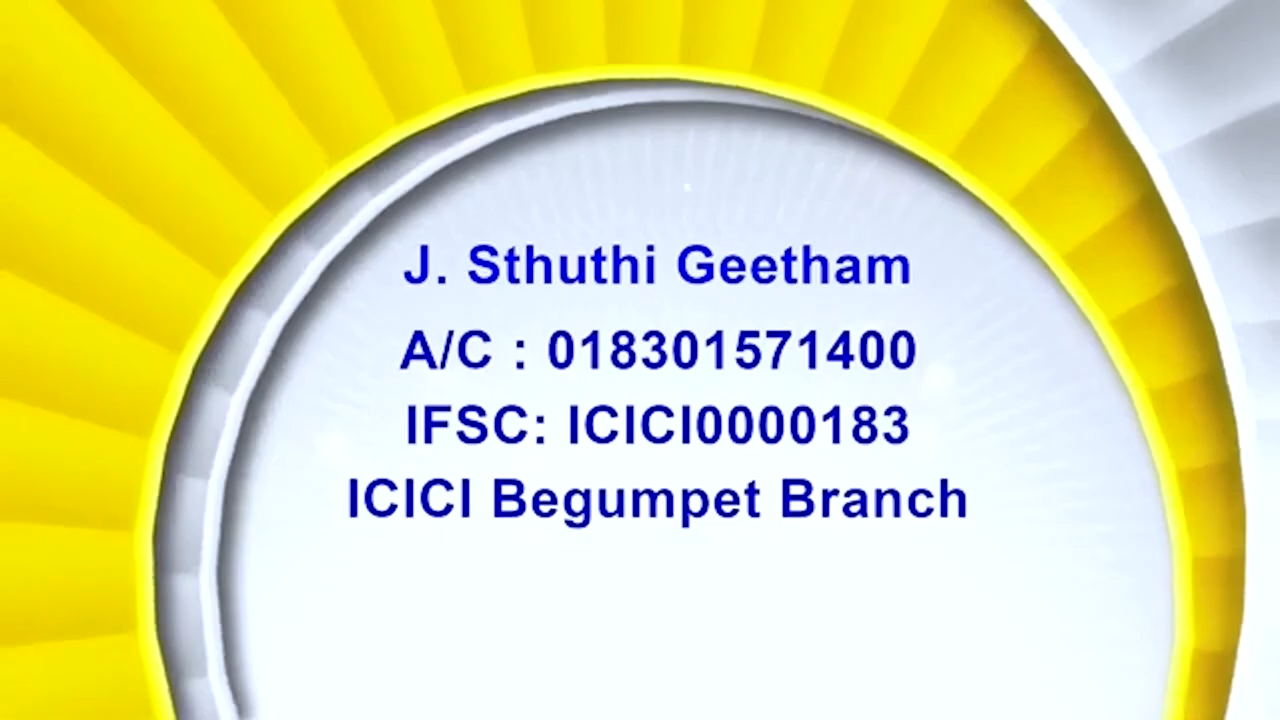 J. Sthuthi Geetham
A/C : 018301571400
IFSC: ICICI0000183
ICICI Begumpet Branch